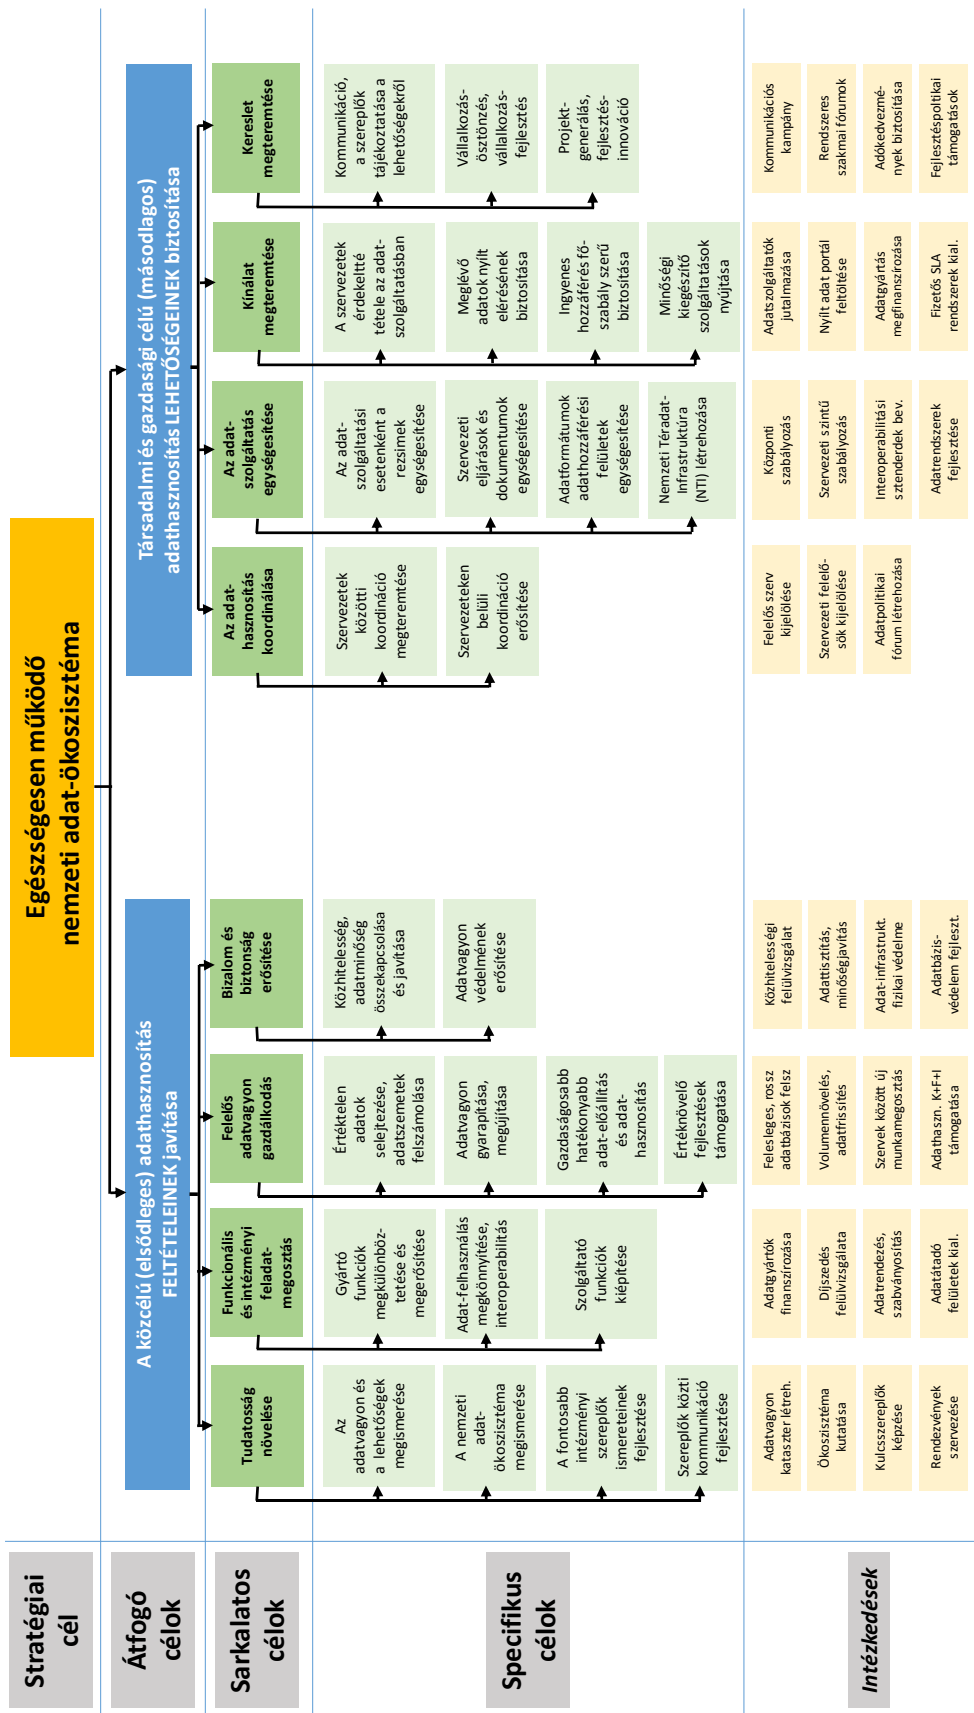 Stratégiai
cél
Egészségesen működő
nemzeti adat-ökoszisztéma
Átfogó
célok
A közcélú (elsődleges) adathasznosítás
FELTÉTELEINEK javítása
Társadalmi és gazdasági célú (másodlagos)
adathasznosítás LEHETŐSÉGEINEK biztosítása
Sarkalatos
célok
Tudatosság
növelése
Funkcionális
és intézményi
feladat-
megosztás
Felelős
adatvagyon
gazdálkodás
Bizalom és
biztonság
erősítése
Az adat-
hasznosítás
koordinálása
Az adat-
szolgáltatás
egységesítése
Kínálat
megteremtése
Kereslet
megteremtése
Specifikus
célok
Az
adatvagyon és
a lehetőségek
megismerése
A nemzeti
adat-
ökoszisztéma
megismerése
A fontosabb
intézményi
szereplők
ismereteinek
fejlesztése
Szereplők közti
kommunikáció
fejlesztése
Gyártó
funkciók
megkülönböz-
tetése és
megerősítése
Adat-felhasználás
megkönnyítése,
interoperabilitás
Szolgáltató
funkciók
kiépítése
Értéktelen
adatok
selejtezése,
adatszemetek
felszámolása
Adatvagyon
gyarapítása,
megújítása
Gazdaságosabb
hatékonyabb
adat-előállítás
és adat-
hasznosítás
Értéknövelő
fejlesztések
támogatása
Közhitelesség,
adatminőség
összekapcsolása
és javítása
Adatvagyon
védelmének
erősítése
Szervezetek
közötti
koordináció
megteremtése
Szervezeteken
belüli
koordináció
erősítése
Az adat-
szolgáltatási
esetenként a
rezsimek
egységesítése
Szervezeti
eljárások és
dokumentumok
egységesítése
Adatformátumok
adathozzáférési
felületek
egységesítése
Nemzeti Téradat-
Infrastruktúra
(NTI) létrehozása
A szervezetek
érdekeltté
tétele az adat-
szolgáltatásban
Meglévő
adatok nyílt
elérésének
biztosítása
Ingyenes
hozzáférés fő-
szabály szerű
biztosítása
Minőségi
kiegészítő
szolgáltatások
nyújtása
Kommunikáció,
a szereplők
tájékoztatása a
lehetőségekről
Vállalkozás-
ösztönzés,
vállalkozás-
fejlesztés
Projekt-
generálás,
fejlesztés-
innováció
Intézkedések
Adatvagyon
kataszter létreh.
Ökoszisztéma
kutatása
Kulcsszereplők
képzése
Rendezvények
szervezése
Adatgyártók
finanszírozása
Díjszedés
felülvizsgálata
Adatrendezés,
szabványosítás
Adatátadó
felületek kial.
Felesleges, rossz
adatbázisok felsz
Volumennövelés,
adatfrissítés
Szervek között új
munkamegosztás
Adathaszn. K+F+I
támogatása
Közhitelességi
felülvizsgálat
Adattisztítás,
minőségjavítás
Adat-infrastrukt.
fizikai védelme
Adatbázis-
védelem fejleszt.
Felelős szerv
kijelölése
Szervezeti felelő-
sök kijelölése
Adatpolitikai
fórum létrehozása
Központi
szabályozás
Szervezeti szintű
szabályozás
Interoperabilitási
sztenderdek bev.
Adatrendszerek
fejlesztése
Adatszolgáltatók
jutalmazása
Nyílt adat portál
feltöltése
Adatgyártás
megfinanszírozása
Fizetős SLA
rendszerek kial.
Kommunikációs
kampány
Rendszeres
szakmai fórumok
Adókedvezmé-
nyek biztosítása
Fejlesztéspoltikai
támogatások